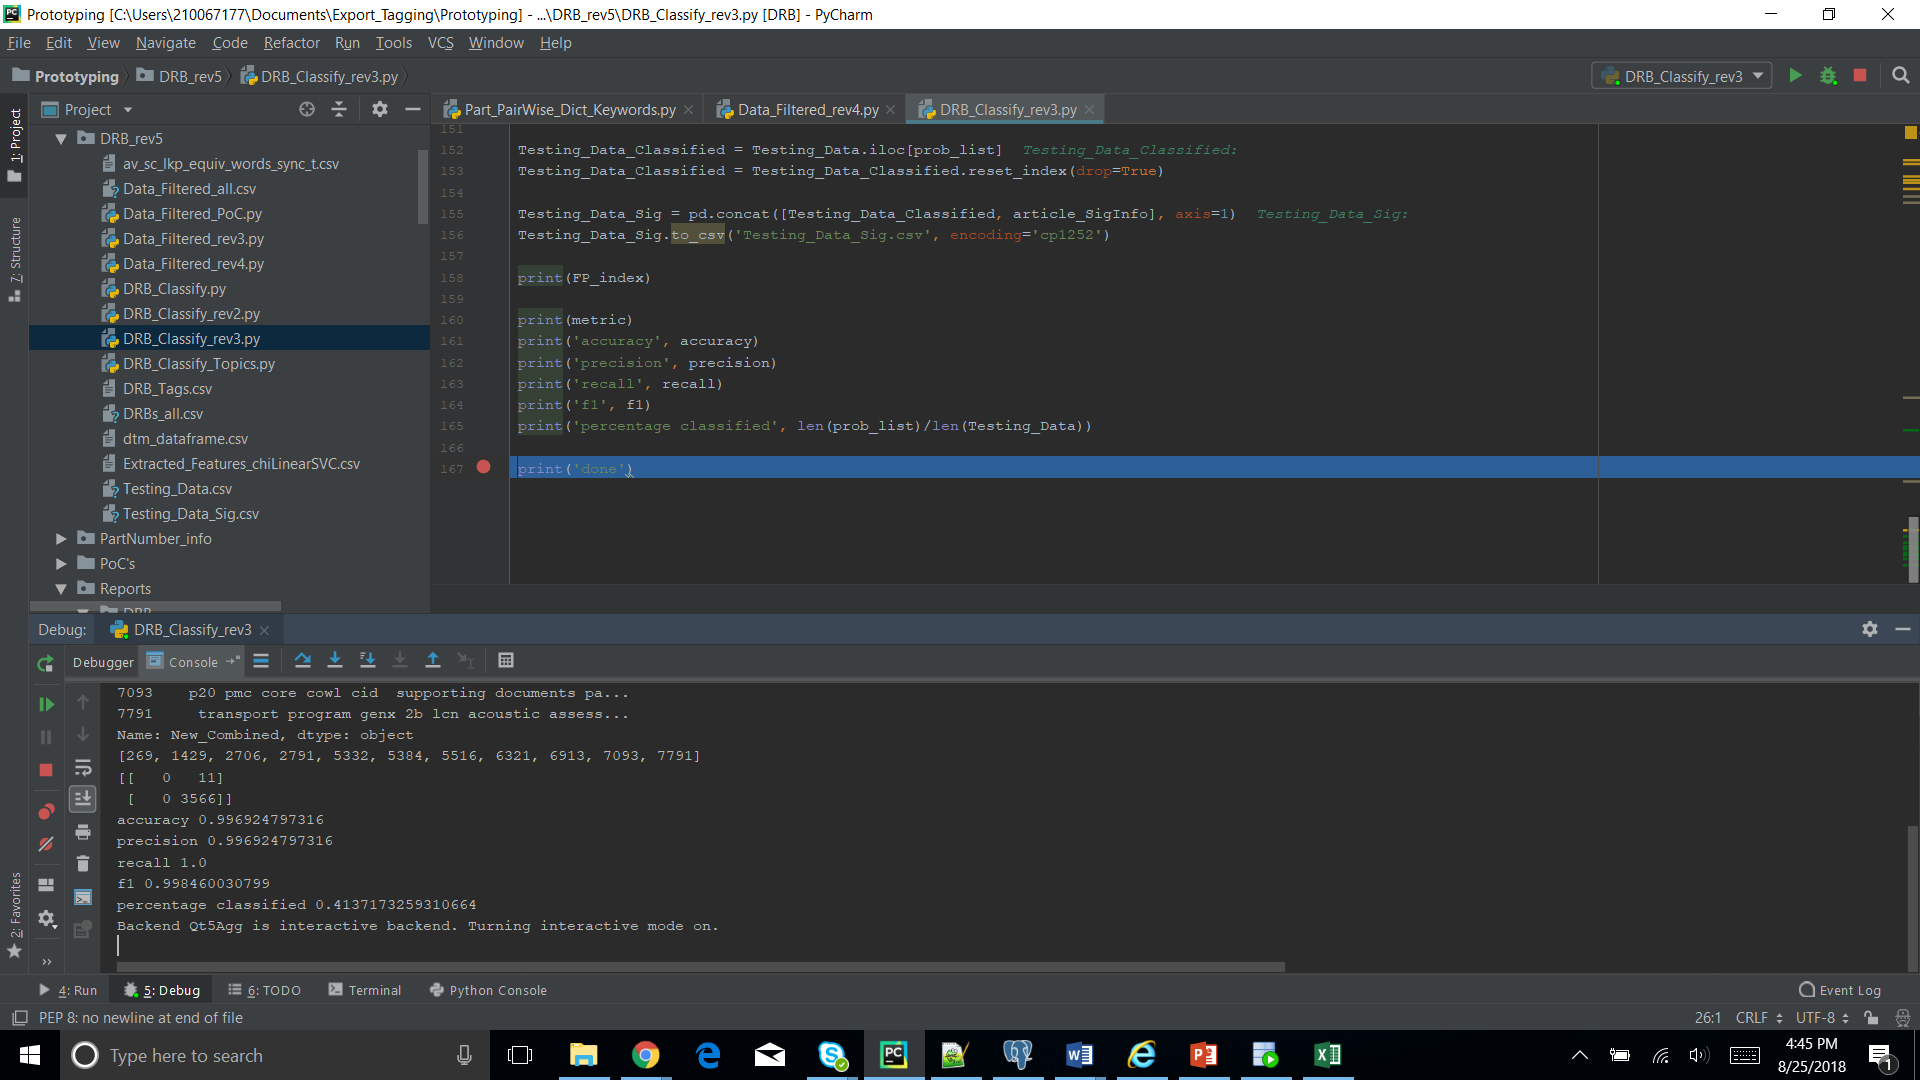 Prototyping [C:\Users\210067177\Documents\Export_Tagging\Prototyping] - ...\DRB_rev5\DRB_Classify_rev3.py [DRB] - PyCharm
File Edit View Navigate Code Refactor Run Tools VCS Window Help
Prototyping DRB_rev5 DRB_Classify_rev3.py
DRB_Classify_rev3
Project
Part_PairWise_Dict_Keywords.py Data_Filtered_rev4.py DRB_Classify_rev3.py
1: Project
7: Structure
2: Favorites
DRB_rev5
av_sc_lkp_equiv_words_sync_t.csv
Data_Filtered_all.csv
Data_Filtered_PoC.py
Data_Filtered_rev3.py
Data_Filtered_rev4.py
DRB_Classify.py
DRB_Classify_rev2.py
DRB_Classify_rev3.py
DRB_Classify_Topics.py
DRB_Tags.csv
DRBs_all.csv
dtm_dataframe.csv
Extracted_Features_chiLinearSVC.csv
Testing_Data.csv
Testing_Data_Sig.csv
PartNumber_info
PoC's
Reports
DRB
151
152 Testing_Data_Classified = Testing_Data.iloc[prob_list] Testing_Data_Classified:
153 Testing_Data_Classified = Testing_Data_Classified.reset_index(drop=True)
154
155 Testing_Data_Sig = pd.concat([Testing_Data_Classified, article_SigInfo], axis=1) Testing_Data_Sig:
156 Testing_Data_Sig.to_csv('Testing_Data_Sig.csv', encoding='cp1252')
157
158 print(FP_index)
159
160 print(metric)
161 print('accuracy', accuracy)
162 print('precision', precision)
163 print('recall', recall)
164 print('f1', f1)
165 print('percentage classified', len(prob_list)/len(Testing_Data))
166
167 print('done')
Debug: DRB_Classify_rev3
Debugger Console
7093 p20 pmc core cowl cid supporting documents pa...
7791 transport program genx 2b lcn acoustic assess...
Name: New_Combined, dtype: object
[269, 1429, 2706, 2791, 5332, 5384, 5516, 6321, 6913, 7093, 7791]
[[ 0 11]
[ 0 3566]]
accuracy 0.996924797316
precision 0.996924797316
recall 1.0
f1 0.998460030799
percentage classified 0.4137173259310664
Backend Qt5Agg is interactive backend. Turning interactive mode on.
4: Run 5: Debug 6: TODO Terminal Python Console Event Log
PEP 8: no newline at end of file 26:1 CRLF UTF-8
Type here to search
4:45 PM
8/25/2018
1